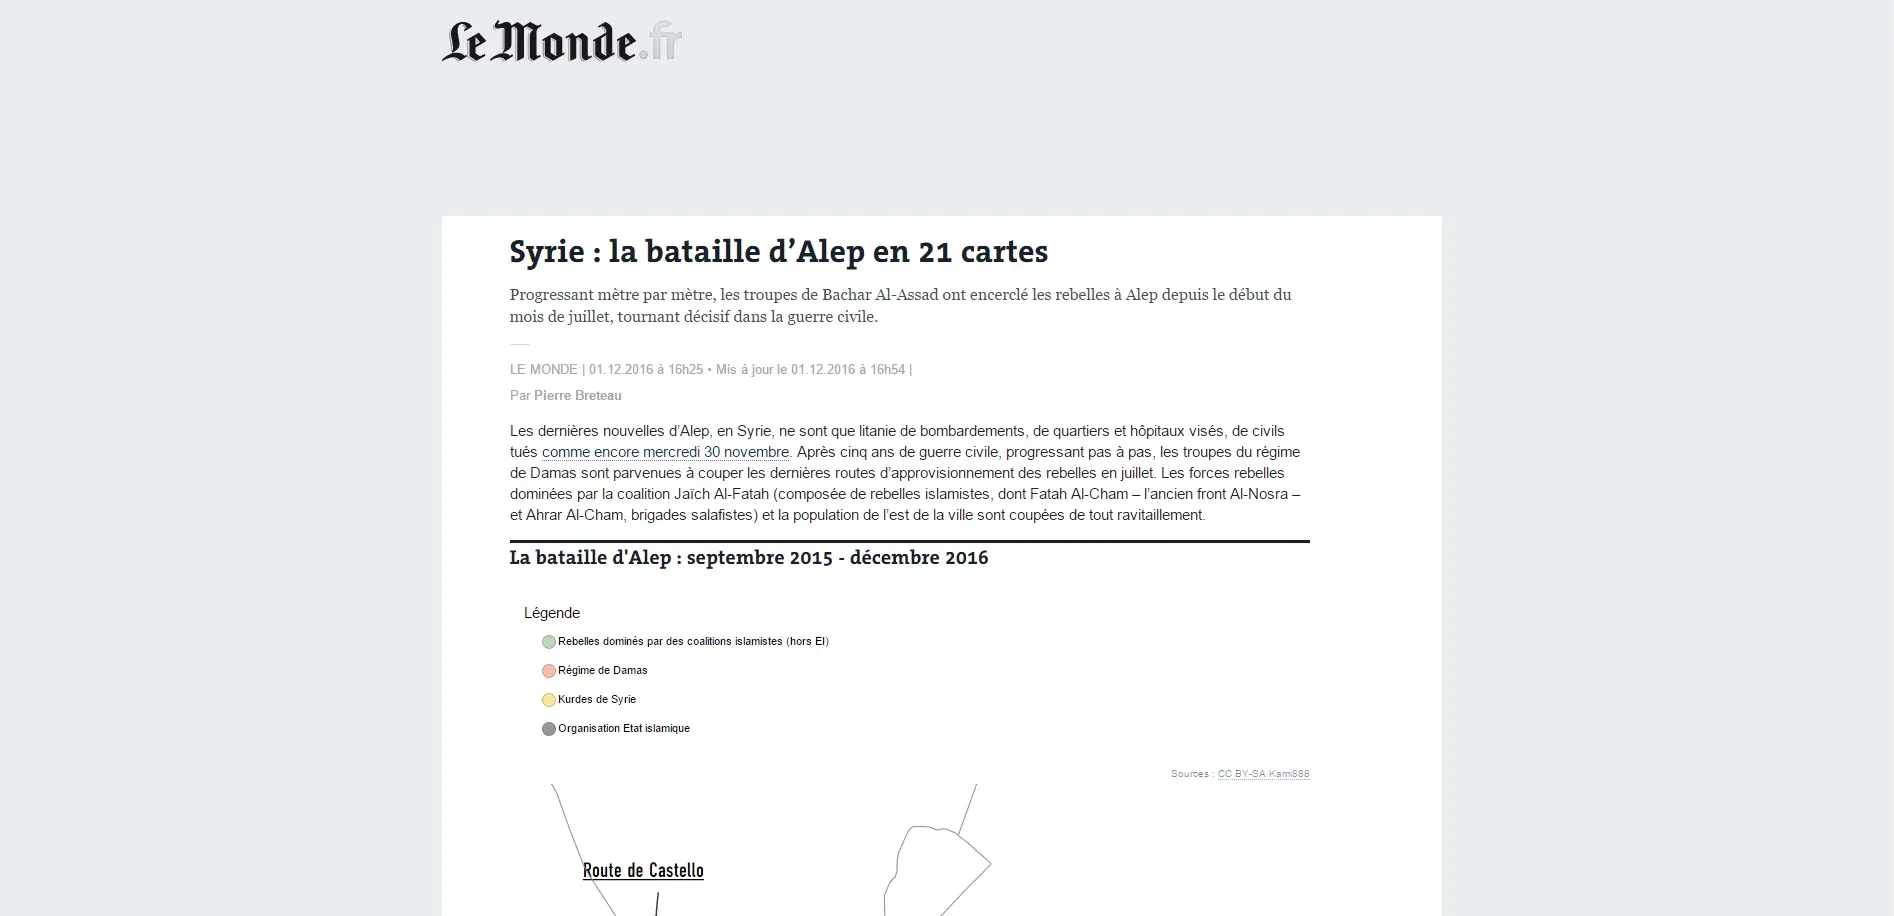 Le Monde.fr
Syrie : la bataille d’Alep en 21 cartes
Progressant mètre par mètre, les troupes de Bachar Al-Assad ont encerclé les rebelles à Alep depuis le début du
mois de juillet, tournant décisif dans la guerre civile.
LE MONDE | 01.12.2016 à 16h25 • Mis à jour le 01.12.2016 à 16h54 |
Par Pierre Breteau
Les dernières nouvelles d’Alep, en Syrie, ne sont que litanie de bombardements, de quartiers et hôpitaux visés, de civils
tués comme encore mercredi 30 novembre. Après cinq ans de guerre civile, progressant pas à pas, les troupes du régime
de Damas sont parvenues à couper les dernières routes d’approvisionnement des rebelles en juillet. Les forces rebelles
dominées par la coalition Jaïch Al-Fatah (composée de rebelles islamistes, dont Fatah Al-Cham – l’ancien front Al-Nosra –
et Ahrar Al-Cham, brigades salafistes) et la population de l’est de la ville sont coupées de tout ravitaillement.
La bataille d'Alep : septembre 2015 - décembre 2016
Légende
Rebelles dominés par des coalitions islamistes (hors EI)
Régime de Damas
Kurdes de Syrie
Organisation Etat islamique
Sources : CC BY-SA Kami888
Route de Castello